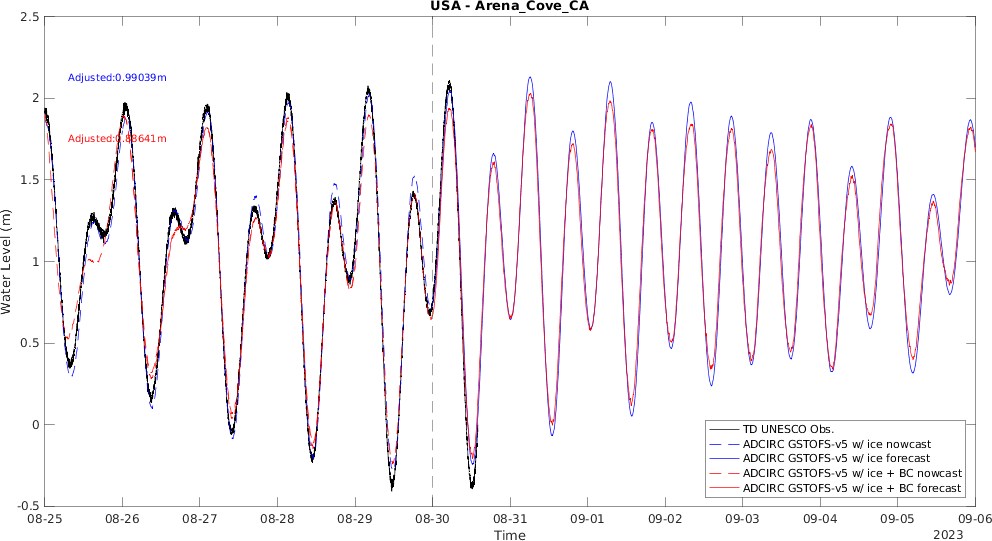 USA - Arena_Cove_CA
2.5
2
1.5
1
0.5
0
-0.5
Water Level (m)
Adjusted:0.99039m
Adjusted:0.88641m
TD UNESCO Obs.
ADCIRC GSTOFS-v5 w/ ice nowcast
ADCIRC GSTOFS-v5 w/ ice forecast
ADCIRC GSTOFS-v5 w/ ice + BC nowcast
ADCIRC GSTOFS-v5 w/ ice + BC forecast
08-25 08-26 08-27 08-28 08-29 08-30 08-31 09-01 09-02 09-03 09-04 09-05 09-06
Time
2023